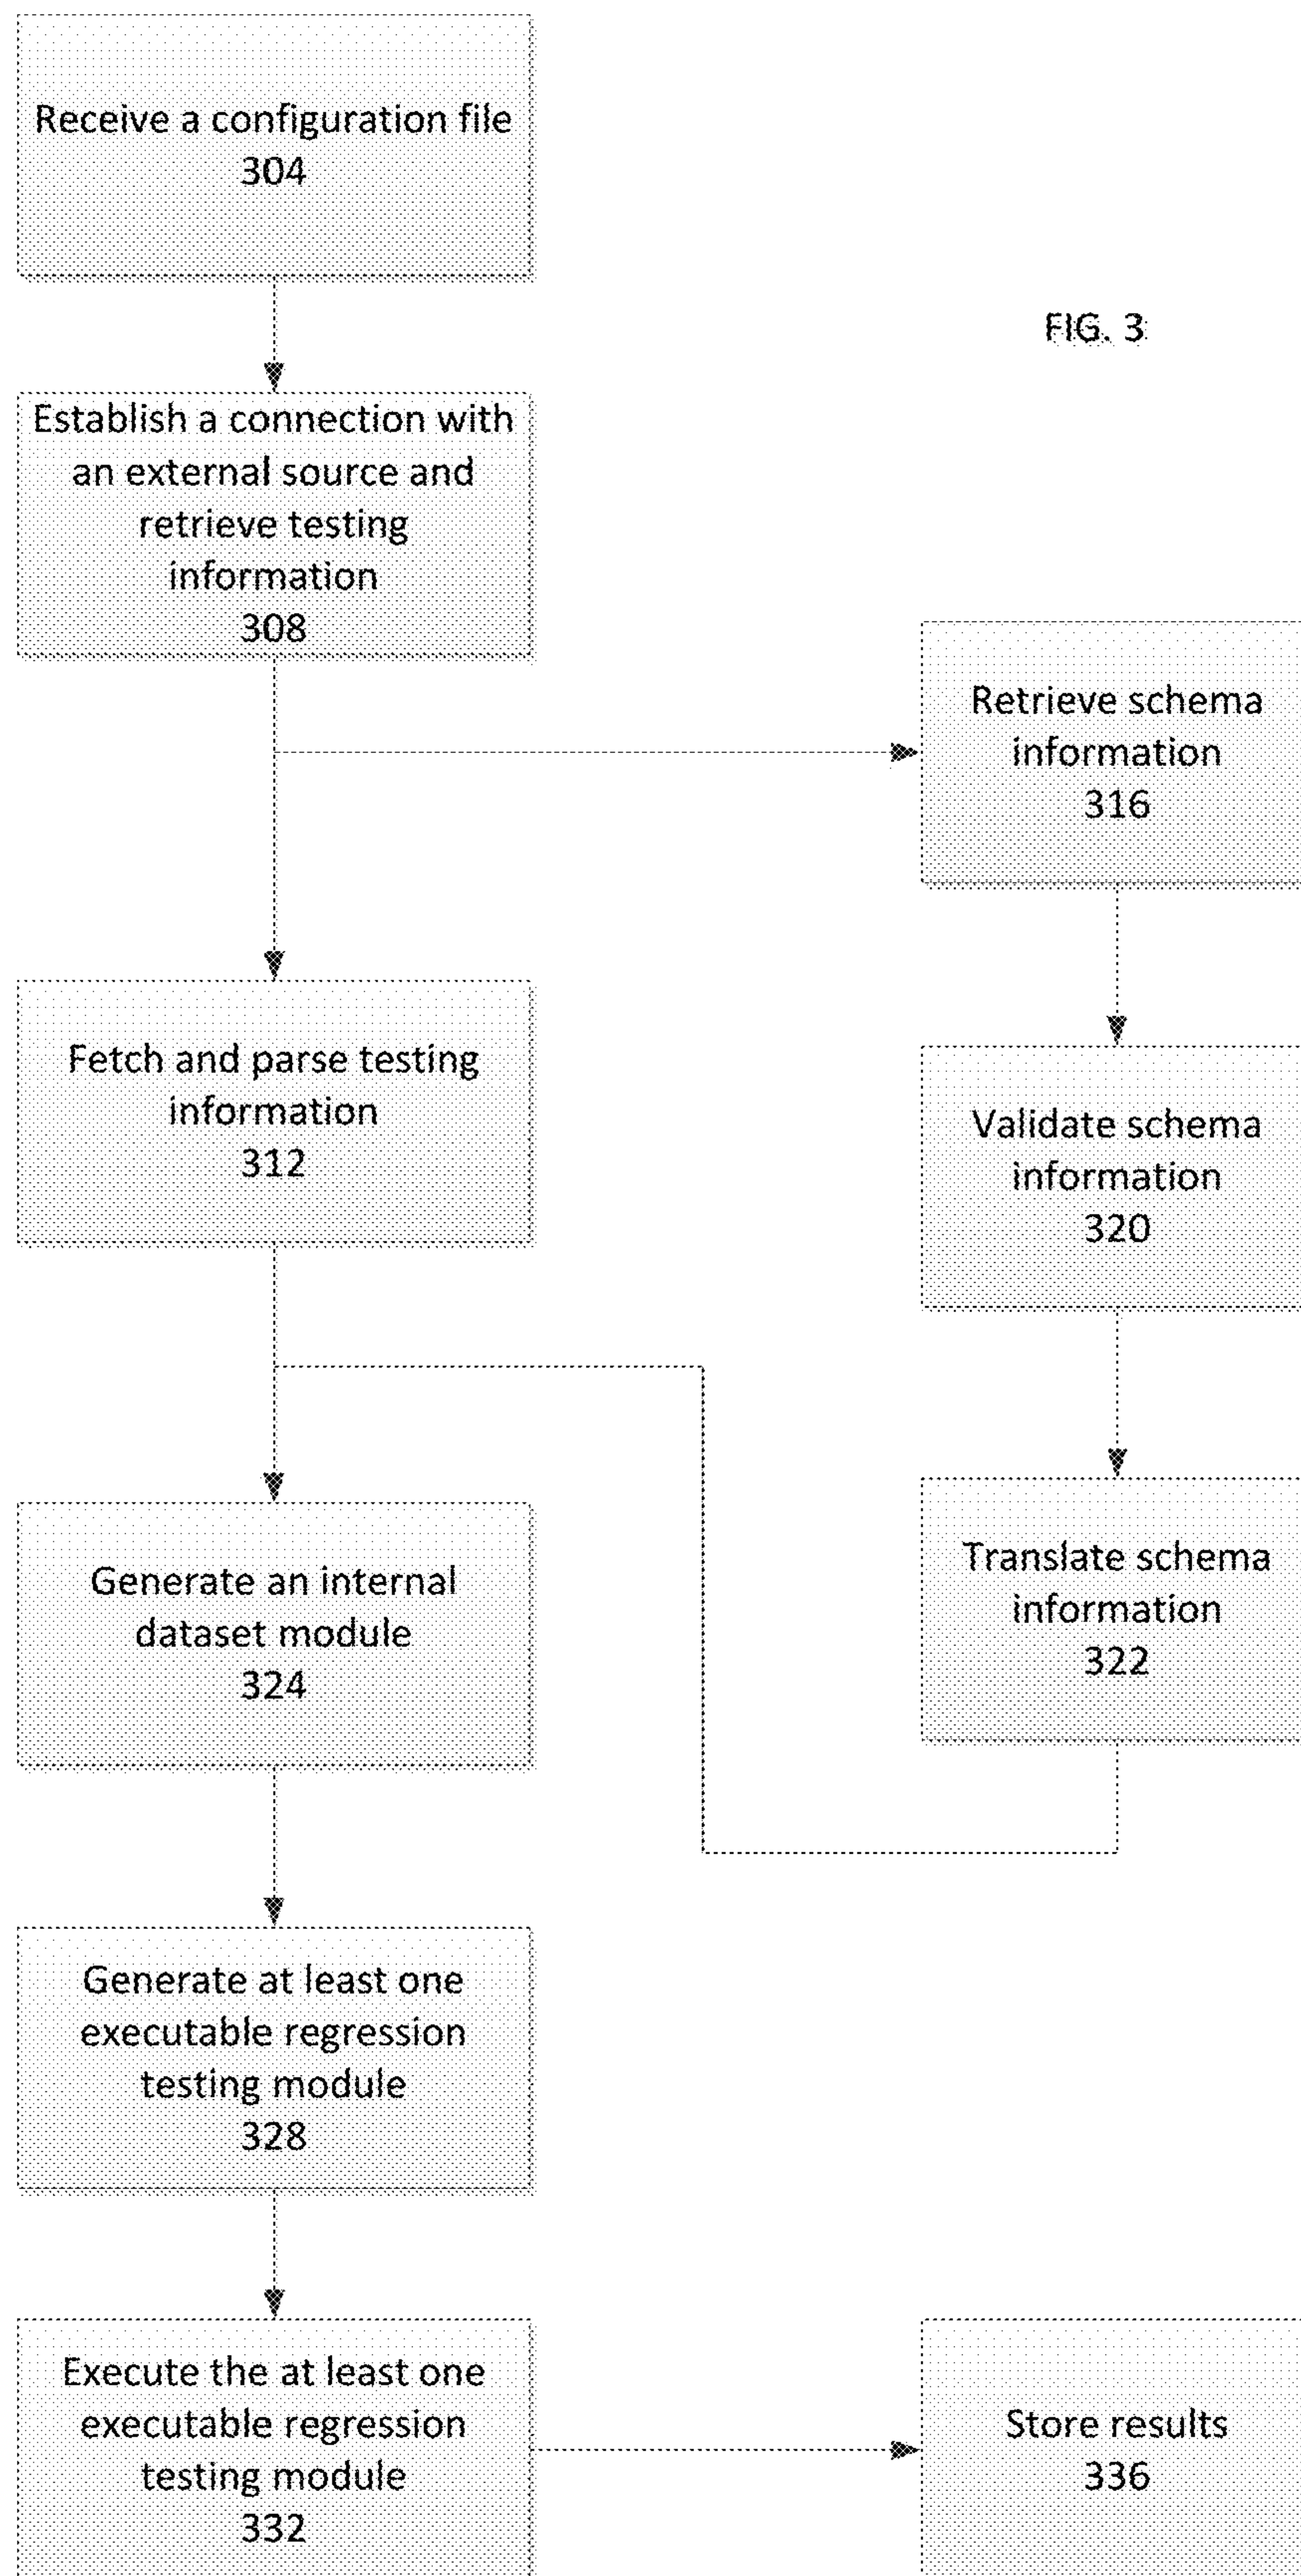 Receive a configuration file
304
FIG. 3
Establish a connection with
an external source and
retrieve testing
information
308
Retrieve schema
information
316
Fetch and parse testing
information
312
Validate schema
information
320
Translate schema
information
322
Generate an internal
dataset module
324
Generate at least one
executable regression
testing module
328
Execute the at least one
executable regression
testing module
332
Store results
336